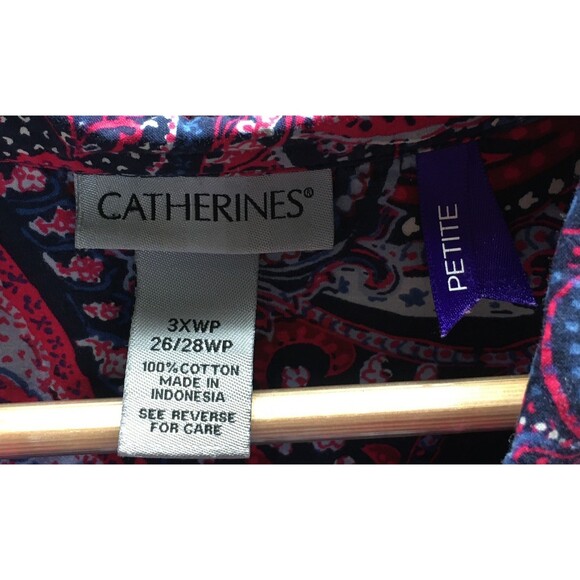 CATHERINES®
PETITE
3XWP
26/28WP
100% COTTON
MADE IN
INDONESIA
SEE REVERSE
FOR CARE